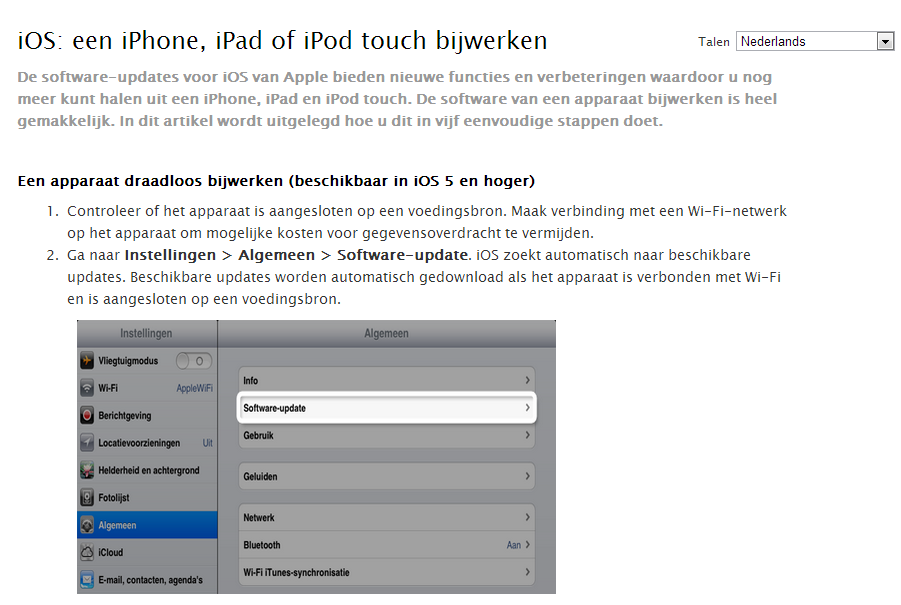 iOS: een iPhone, iPad of iPod touch bijwerken
Talen Nederlands
De software-updates voor iOS van Apple bieden nieuwe functies en verbeteringen waardoor u nog
meer kunt halen uit een iPhone, iPad en iPod touch. De software van een apparaat bijwerken is heel
gemakkelijk. In dit artikel wordt uitgelegd hoe u dit in vijf eenvoudige stappen doet.
Een apparaat draadloos bijwerken (beschikbaar in iOS 5 en hoger)
1. Controleer of het apparaat is aangesloten op een voedingsbron. Maak verbinding met een Wi-Fi-netwerk
op het apparaat om mogelijke kosten voor gegevensoverdracht te vermijden.
2. Ga naar Instellingen > Algemeen > Software-update. iOS zoekt automatisch naar beschikbare
updates. Beschikbare updates worden automatisch gedownload als het apparaat is verbonden met Wi-Fi
en is aangesloten op een voedingsbron.
Instellingen
Vliegtuigmodus
Wi-Fi AppleWiFi
Berichtgeving
Locatievoorzieningen Uit
Helderheid en achtergrond
Fotolijst
Algemeen
iCloud
E-mail, contacten, agenda's
Algemeen
Info
Software-update
Gebruik
Geluiden
Netwerk
Bluetooth Aan
Wi-Fi iTunes-synchronisatie